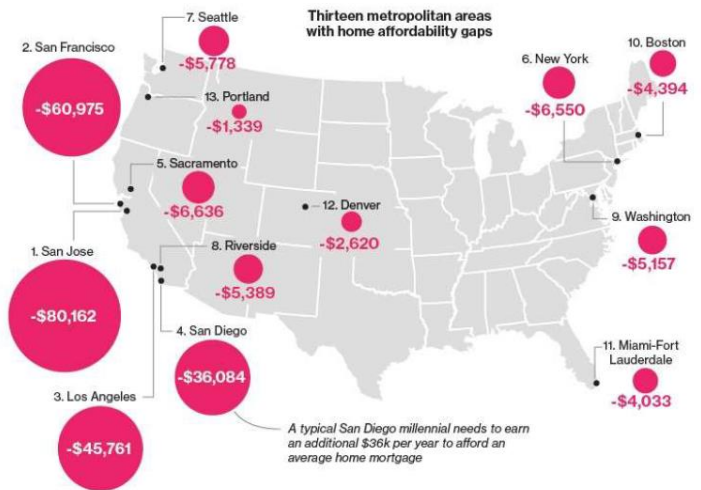 Thirteen metropolitan areas
with home affordability gaps
7. Seattle
-$5,778
2. San Francisco
-$60,975
13. Portland
-$1,339
6. New York
-$6,550
10. Boston
-$4,394
5. Sacramento
-$6,636
12. Denver
-$2,620
9. Washington
-$5,157
1. San Jose
-$80,162
8. Riverside
-$5,389
4. San Diego
-$36,084
11. Miami-Fort
Lauderdale
-$4,033
3. Los Angeles
-$45,761
A typical San Diego millennial needs to earn
an additional $36k per year to afford an
average home mortgage